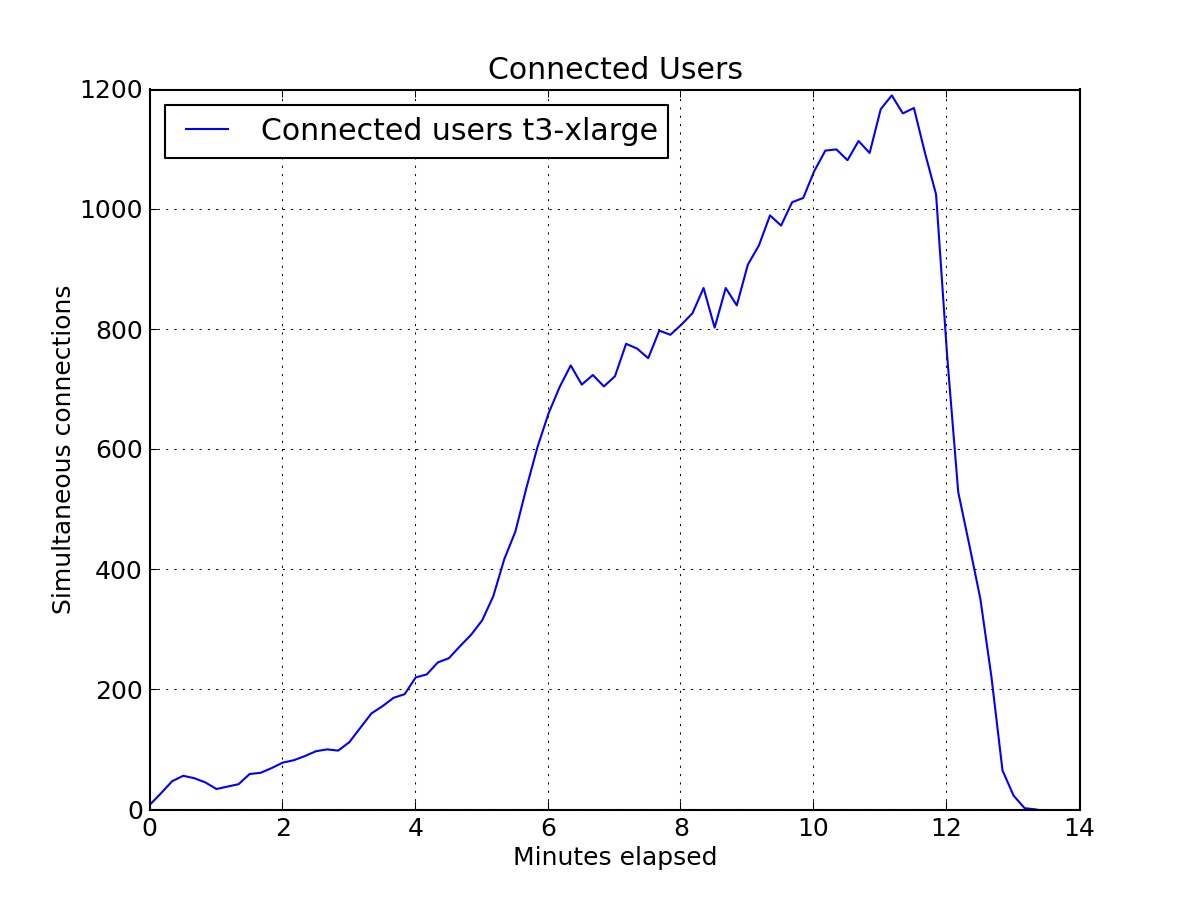 Connected Users
Connected users t3-xlarge
1200
1000
800
600
400
200
0
Simultaneous connections
0 2 4 6 8 10 12 14
Minutes elapsed